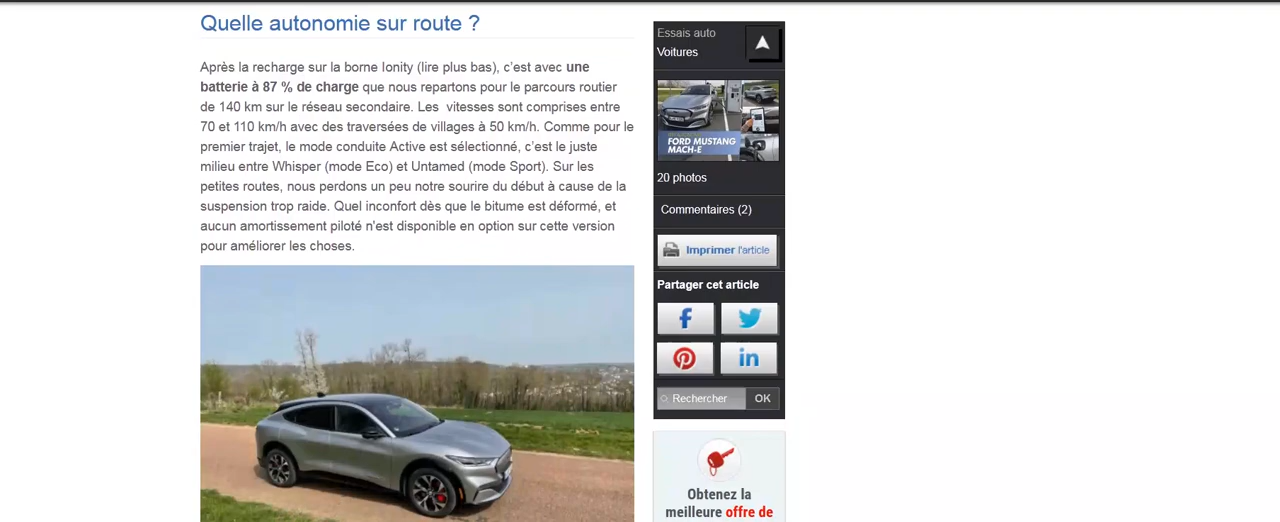 Quelle autonomie sur route ?
Après la recharge sur la borne Ionity (lire plus bas), c'est avec une
batterie à 87 % de charge que nous repartons pour le parcours routier
de 140 km sur le réseau secondaire. Les vitesses sont comprises entre
70 et 110 km/h avec des traversées de villages à 50 km/h. Comme pour le
premier trajet, le mode conduite Active est sélectionné, c'est le juste
milieu entre Whisper (mode Eco) et Untamed (mode Sport). Sur les
petites routes, nous perdons un peu notre sourire du début à cause de la
suspension trop raide. Quel inconfort dès que le bitume est déformé, et
aucun amortissement piloté n'est disponible en option sur cette version
pour améliorer les choses.
Essais auto
Voitures
FORD MUSTANG
MACH-E
20 photos
Commentaires (2)
Imprimer l'article
Partager cet article
Rechercher
OK
Obtenez la
meilleure offre de